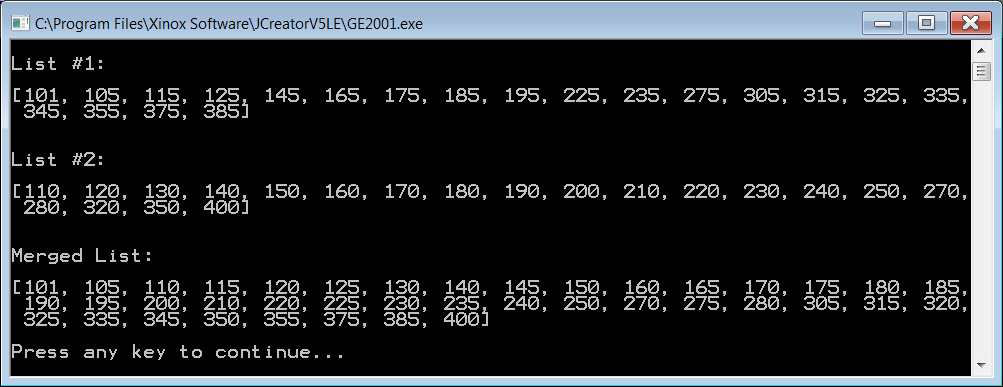 C:\Program Files\Xinox Software\JCreatorV5LE\GE2001.exe
List #1:
[101, 105, 115, 125, 145, 165, 175, 185, 195, 225, 235, 275, 305, 315, 325, 335,
345, 355, 375, 385]
List #2:
[110, 120, 130, 140, 150, 160, 170, 180, 190, 200, 210, 220, 230, 240, 250, 270,
280, 320, 350, 400]
Merged List:
[101, 105, 110, 115, 120, 125, 130, 140, 145, 150, 160, 165, 170, 175, 180, 185,
190, 195, 200, 210, 220, 225, 230, 235, 240, 250, 270, 275, 280, 305, 315, 320,
325, 335, 345, 350, 355, 375, 385, 400]
Press any key to continue...